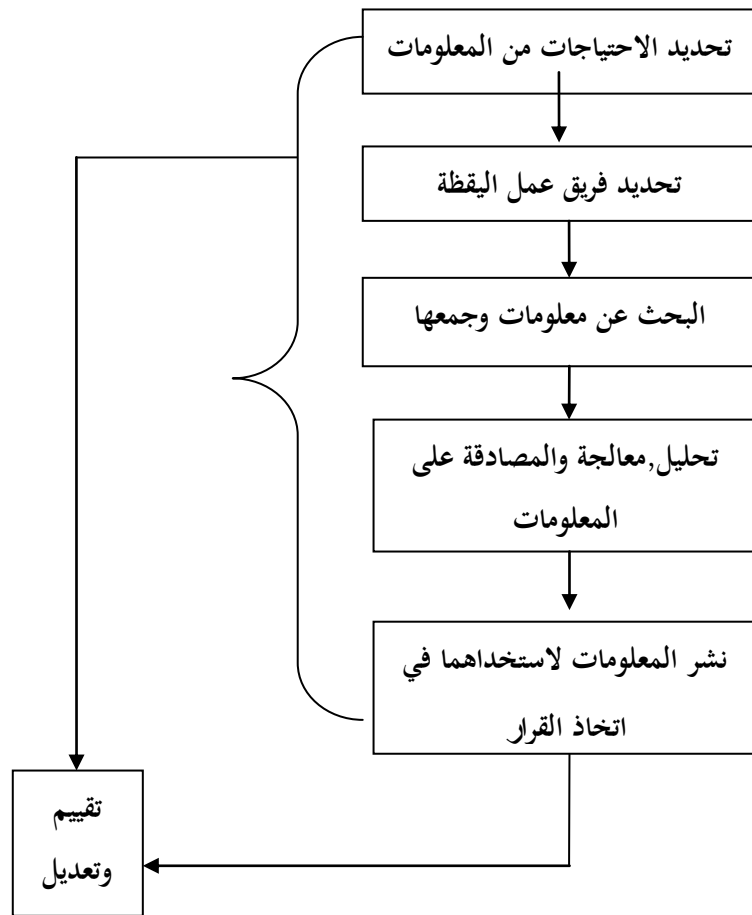 تحديد الاحتياجات من المعلومات
تحديد فريق عمل اليقظة
البحث عن معلومات وجمعها
تحليل,معالجة والمصادقة على
المعلومات
نشر المعلومات لاستخداهما في
اتخاذ القرار
تقييم
وتعديل